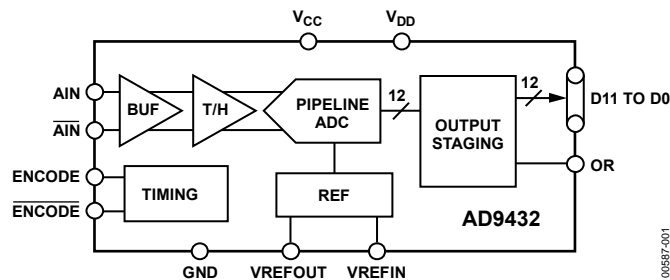 VCC VDD
AIN
AIN
BUF
T/H
PIPELINE
ADC
12
OUTPUT
STAGING
12
D11 TO D0
OR
ENCODE
ENCODE
TIMING
REF
AD9432
GND VREFOUT VREFIN
00587-001